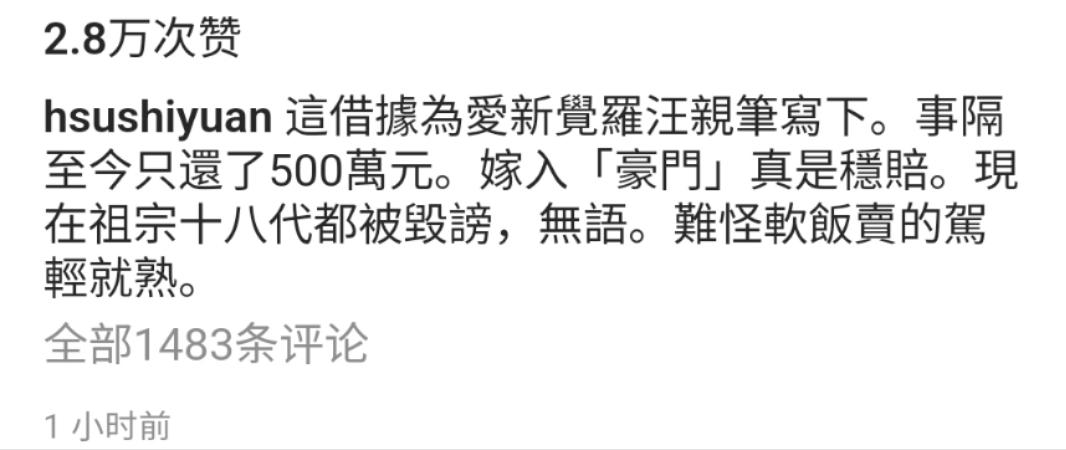 2.8万次赞
hsushiyuan 這借據為愛新覺羅汪親筆寫下。事隔
至今只還了500萬元。嫁入「豪門」真是穩賠。現
在祖宗十八代都被毀謗，無語。難怪軟飯賣的駕
輕就熟。
全部1483条评论
1 小时前